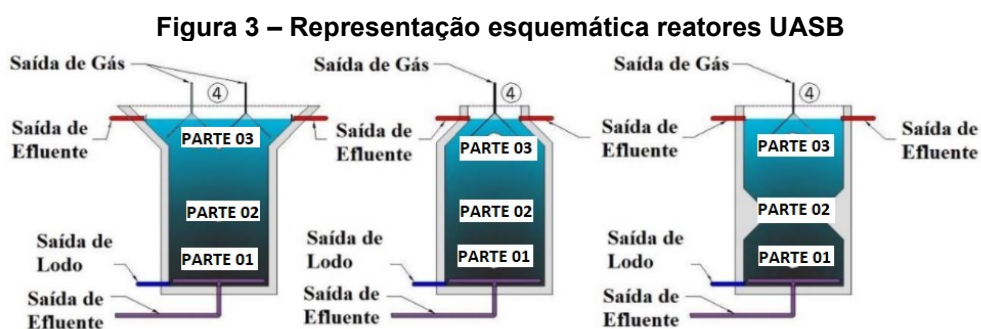 Figura 3 – Representação esquemática reatores UASB
Saída de Gás
④
Saída de
Efluente
PARTE 03
PARTE 02
PARTE 01
Saída de
Lodo
Saída de
Efluente
Saída de
Efluente
Saída de Gás
④
PARTE 03
PARTE 02
PARTE 01
Saída de
Lodo
Saída de
Efluente
Saída de
Efluente
Saída de Gás
④
PARTE 03
PARTE 02
PARTE 01
Saída de
Lodo
Saída de
Efluente
Saída de
Efluente